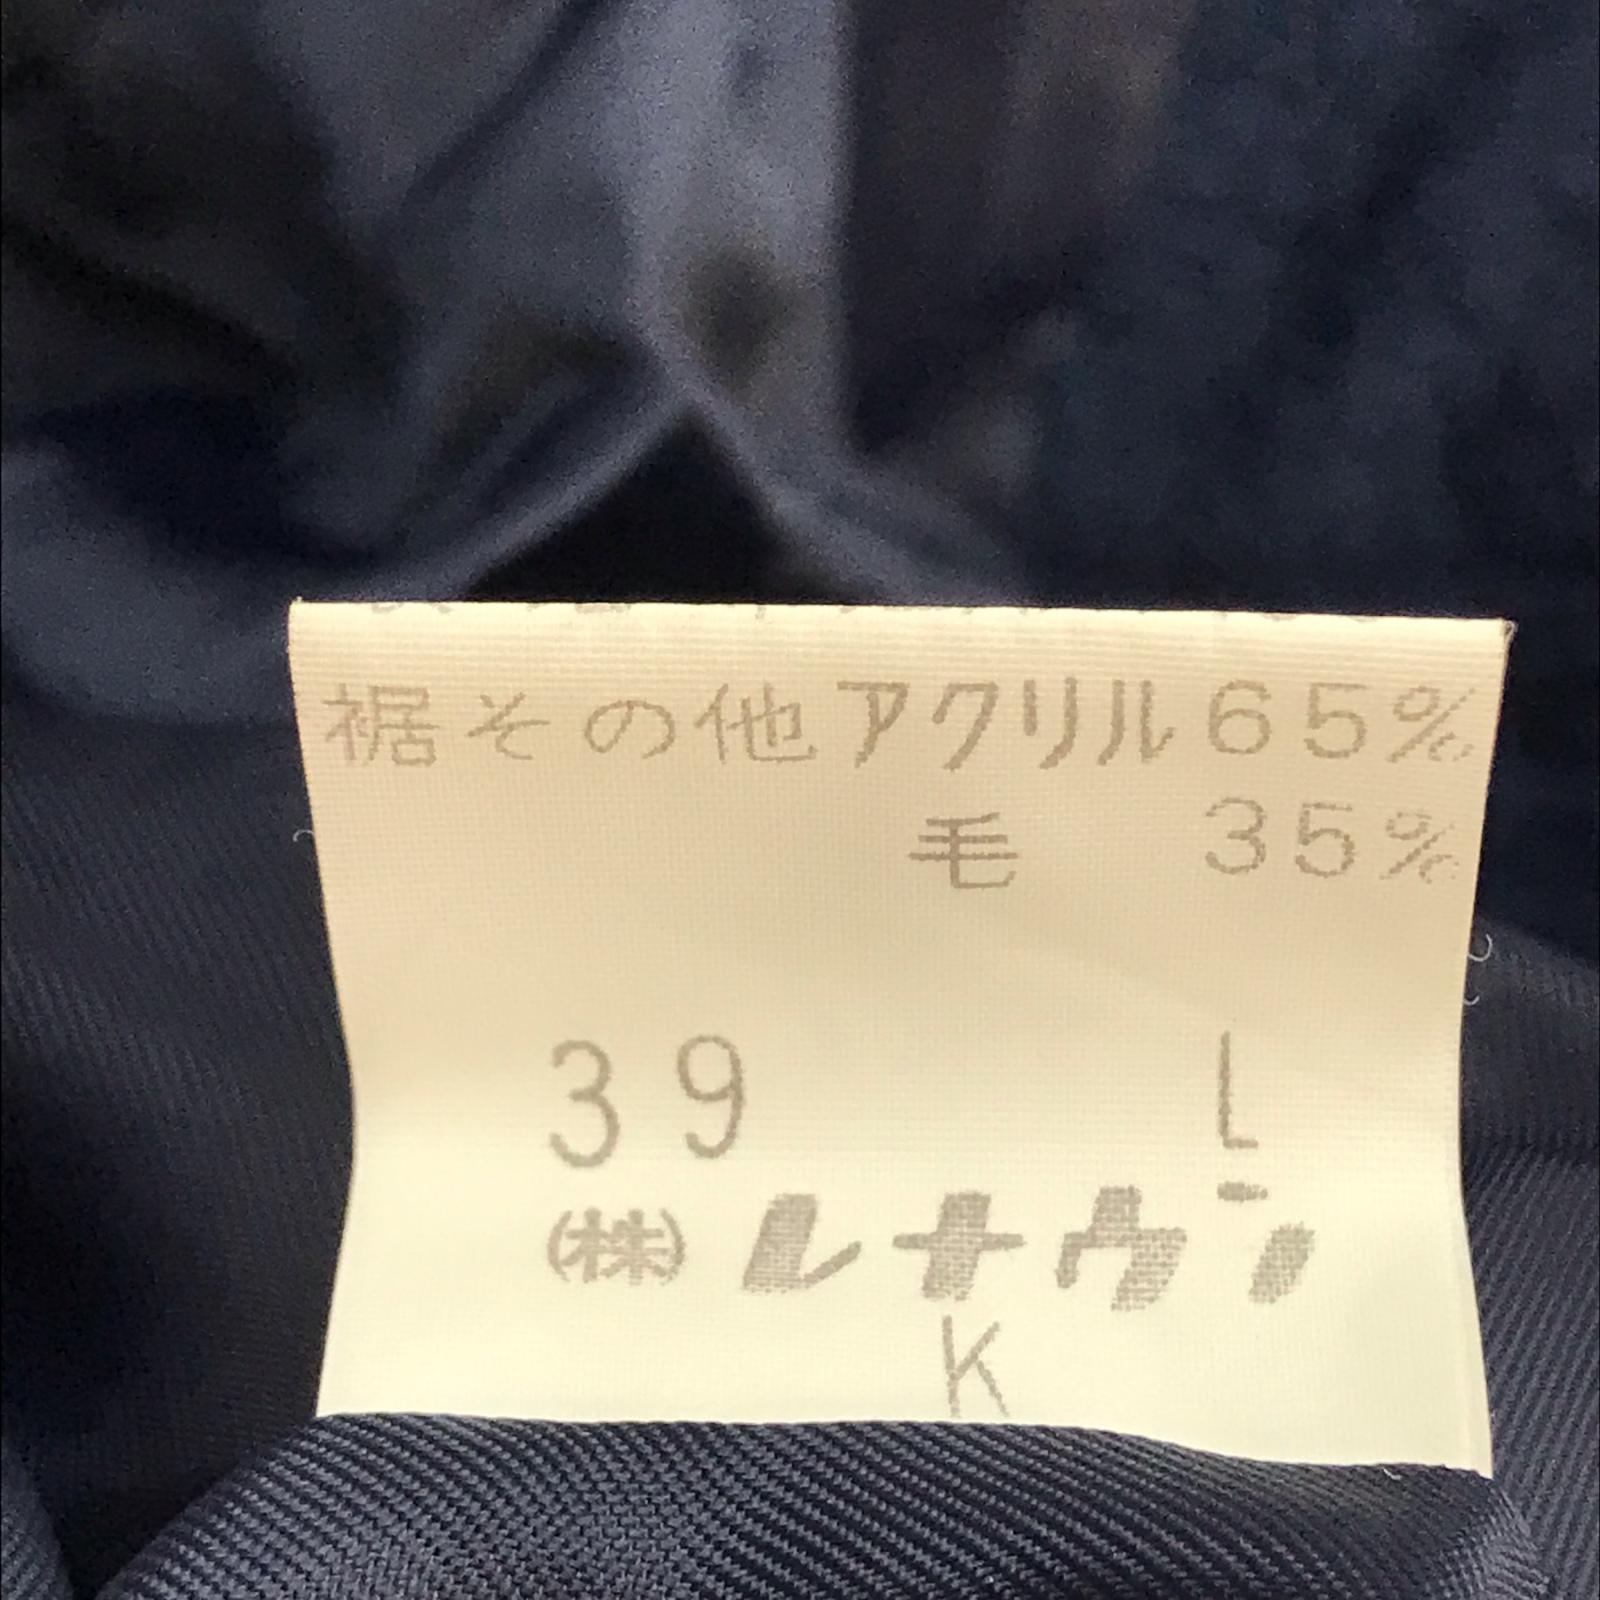 裾その他アクリル65%
毛 35%
39 L
(株)レナウン
K